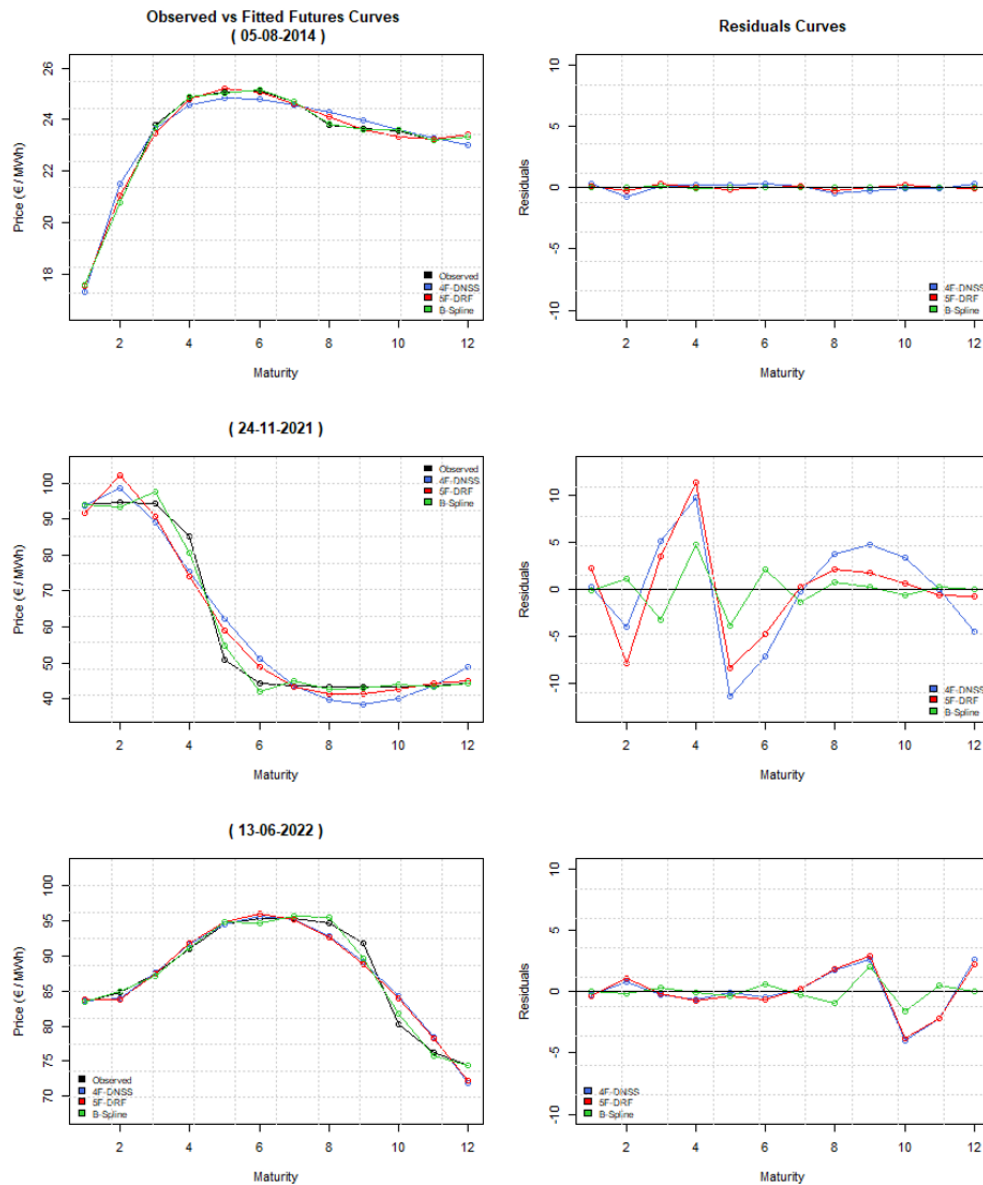 Observed vs Fitted Futures Curves
( 05-08-2014 )
Price (€ / MWh)
26
24
22
20
18
Observed
4F-DNSS
5F-DRF
B-Spline
2 4 6 8 10 12
Maturity
Residuals Curves
Residuals
10
5
0
-5
-10
4F-DNSS
5F-DRF
B-Spline
2 4 6 8 10 12
Maturity
( 24-11-2021 )
Price (€ / MWh)
100
90
80
70
60
50
40
Observed
4F-DNSS
5F-DRF
B-Spline
2 4 6 8 10 12
Maturity
Residuals
10
5
0
-5
-10
4F-DNSS
5F-DRF
B-Spline
2 4 6 8 10 12
Maturity
( 13-06-2022 )
Price (€ / MWh)
100
95
90
85
80
75
70
Observed
4F-DNSS
5F-DRF
B-Spline
2 4 6 8 10 12
Maturity
Residuals
10
5
0
-5
-10
4F-DNSS
5F-DRF
B-Spline
2 4 6 8 10 12
Maturity